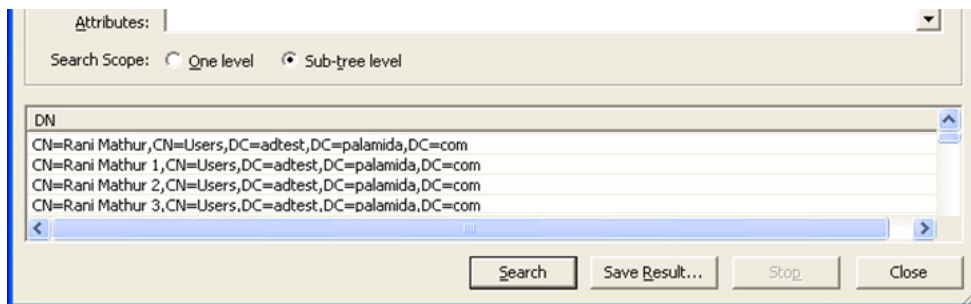 Attributes:
Search Scope: One level Sub-tree level
DN
CN=Rani Mathur,CN=Users,DC=adtest,DC=palamida,DC=com
CN=Rani Mathur 1,CN=Users,DC=adtest,DC=palamida,DC=com
CN=Rani Mathur 2,CN=Users,DC=adtest,DC=palamida,DC=com
CN=Rani Mathur 3,CN=Users,DC=adtest,DC=palamida,DC=com
Search Save Result... Stop Close